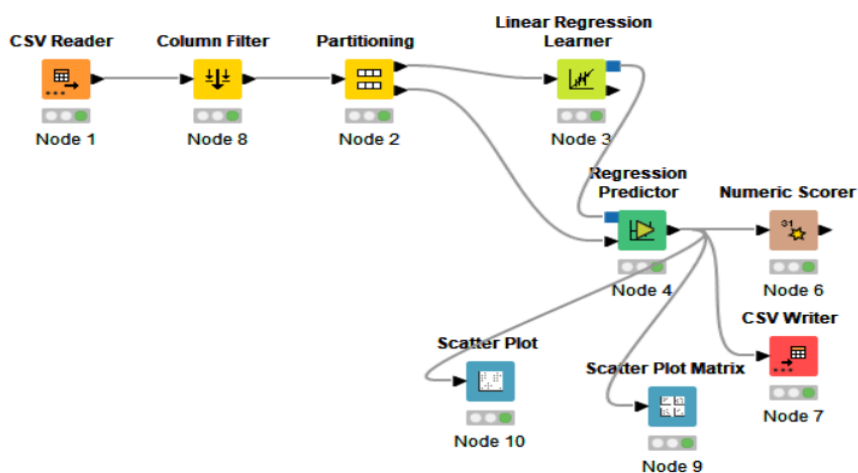 Linear Regression
Learner
CSV Reader
Column Filter
Partitioning
Node 1
Node 8
Node 2
Node 3
Regression
Predictor
Numeric Scorer
31
Node 4
Node 6
CSV Writer
Scatter Plot
Scatter Plot Matrix
Node 7
Node 10
Node 9